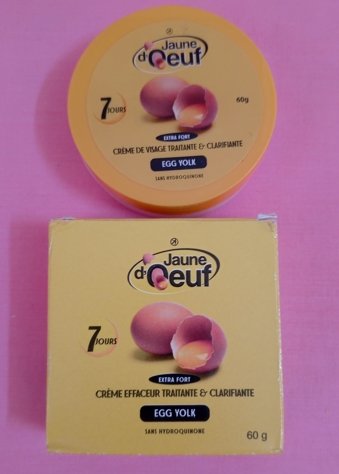 Jaune
d'Oeuf
7 JOURS
60g
EXTRA FORT
CRÈME DE VISAGE TRAITANTE & CLARIFIANTE
EGG YOLK
SANS HYDROQUINONE
Jaune
d'Oeuf
7 JOURS
EXTRA FORT
CRÈME EFFACEUR TRAITANTE & CLARIFIANTE
EGG YOLK
SANS HYDROQUINONE
60 g